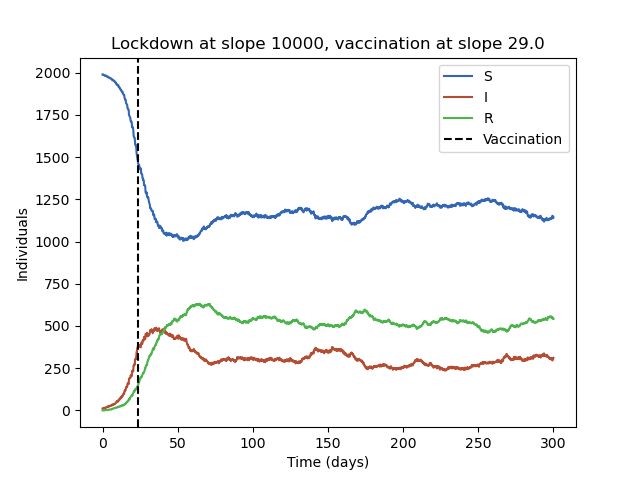 Lockdown at slope 10000, vaccination at slope 29.0
S
I
R
Vaccination
2000
1750
1500
1250
1000
750
500
250
0
Individuals
0 50 100 150 200 250 300
Time (days)